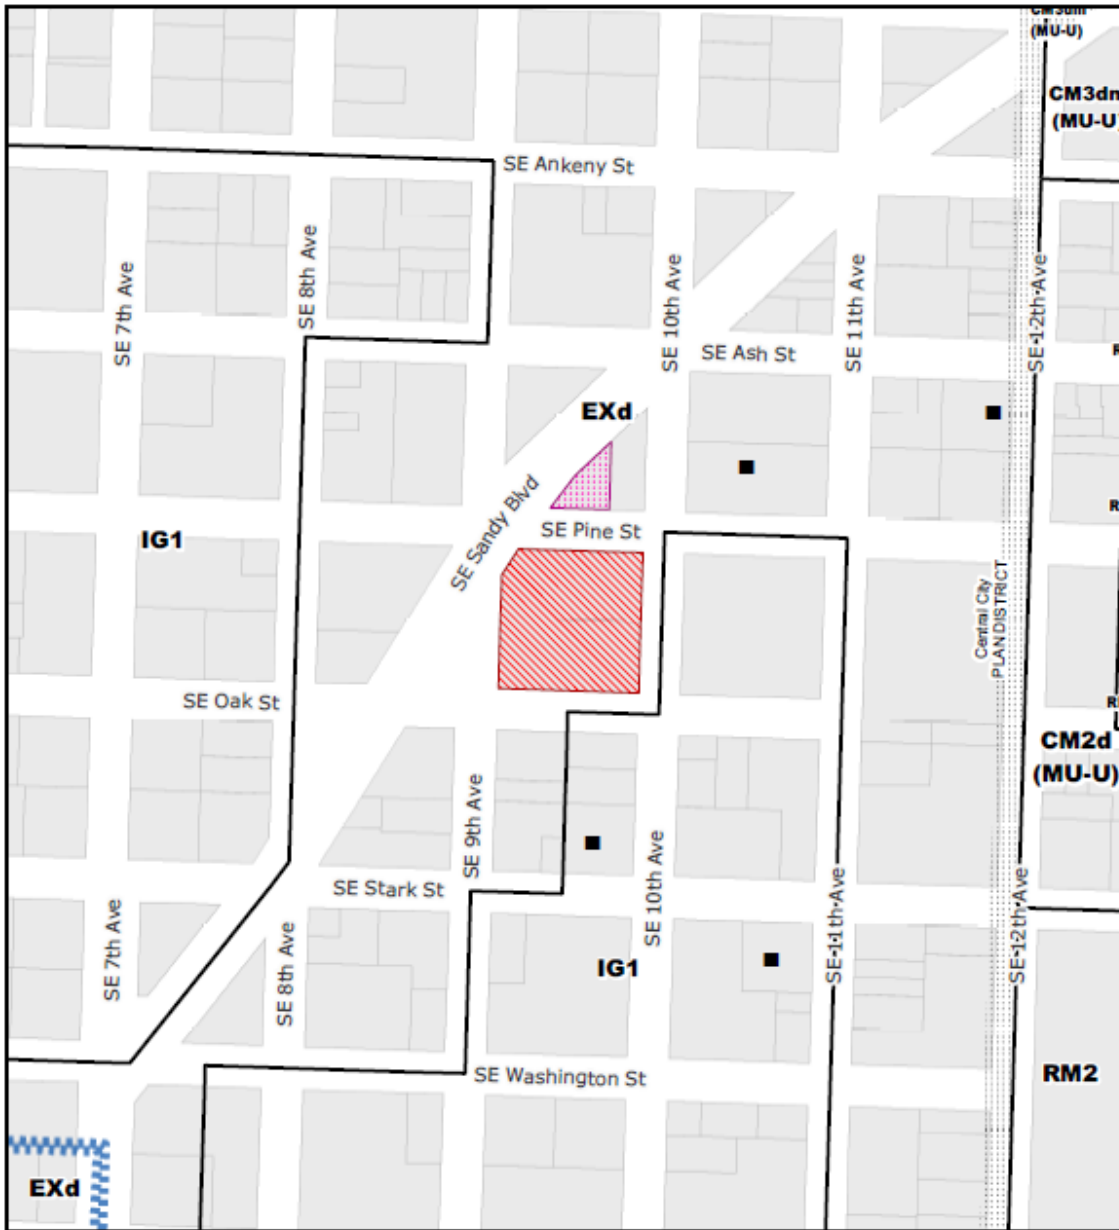 CM3dm
(MU-U)
CM3dm
(MU-U)
SE Ankeny St
SE 7th Ave
SE 8th Ave
SE 10th Ave
SE 11th Ave
SE 12th Ave
SE Ash St
EXd
SE Sandy Blvd
SE Pine St
IG1
Central City
PLAN DISTRICT
SE Oak St
CM2d
(MU-U)
SE 9th Ave
SE 10th Ave
SE Stark St
SE 7th Ave
SE 8th Ave
SE 11th Ave
SE 12th Ave
IG1
SE Washington St
RM2
EXd